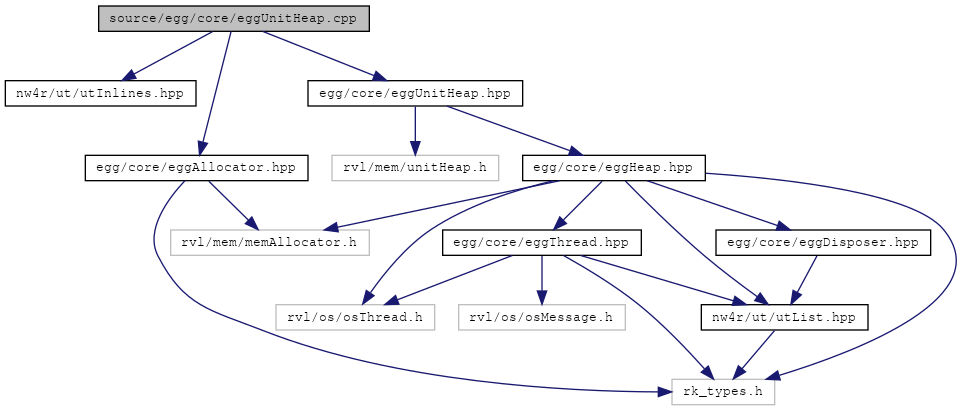 source/egg/core/eggUnitHeap.cpp
nw4r/ut/utInlines.hpp
egg/core/eggUnitHeap.hpp
egg/core/eggAllocator.hpp
rvl/mem/unitHeap.h
egg/core/eggHeap.hpp
rvl/mem/memAllocator.h
egg/core/eggThread.hpp
egg/core/eggDisposer.hpp
rvl/os/osThread.h
rvl/os/osMessage.h
nw4r/ut/utList.hpp
rk_types.h